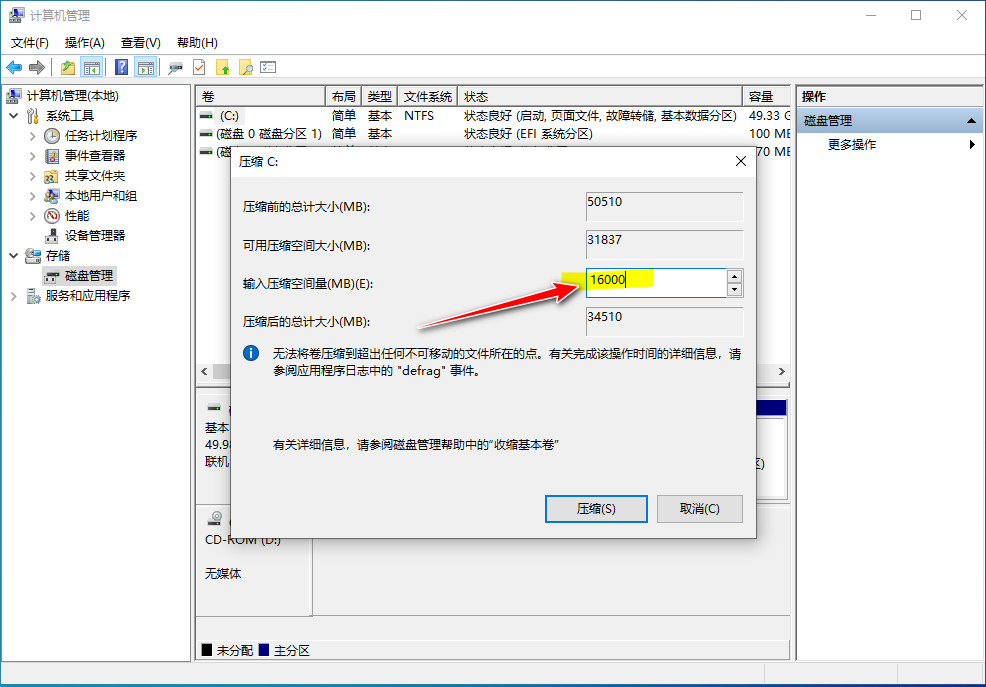 计算机管理
文件(F) 操作(A) 查看(V) 帮助(H)
计算机管理(本地)
系统工具
任务计划程序
事件查看器
共享文件夹
本地用户和组
性能
设备管理器
存储
磁盘管理
服务和应用程序
卷 布局 类型 文件系统 状态 容量
(C:) 简单 基本 NTFS 状态良好 (启动, 页面文件, 故障转储, 基本数据分区) 49.33 G
(磁盘 0 磁盘分区 1) 简单 基本 状态良好 (EFI 系统分区) 100 ME
70 ME
压缩 C:
压缩前的总计大小(MB): 50510
可用压缩空间大小(MB): 31837
输入压缩空间量(MB)(E): 16000
压缩后的总计大小(MB): 34510
无法将卷压缩到超出任何不可移动的文件所在的点。有关完成该操作时间的详细信息，请
参阅应用程序日志中的 "defrag" 事件。
有关详细信息，请参阅磁盘管理帮助中的“收缩基本卷”
压缩(S) 取消(C)
基本
49.98
联机
区)
CD-ROM (D:)
无媒体
未分配 主分区
操作
磁盘管理
更多操作